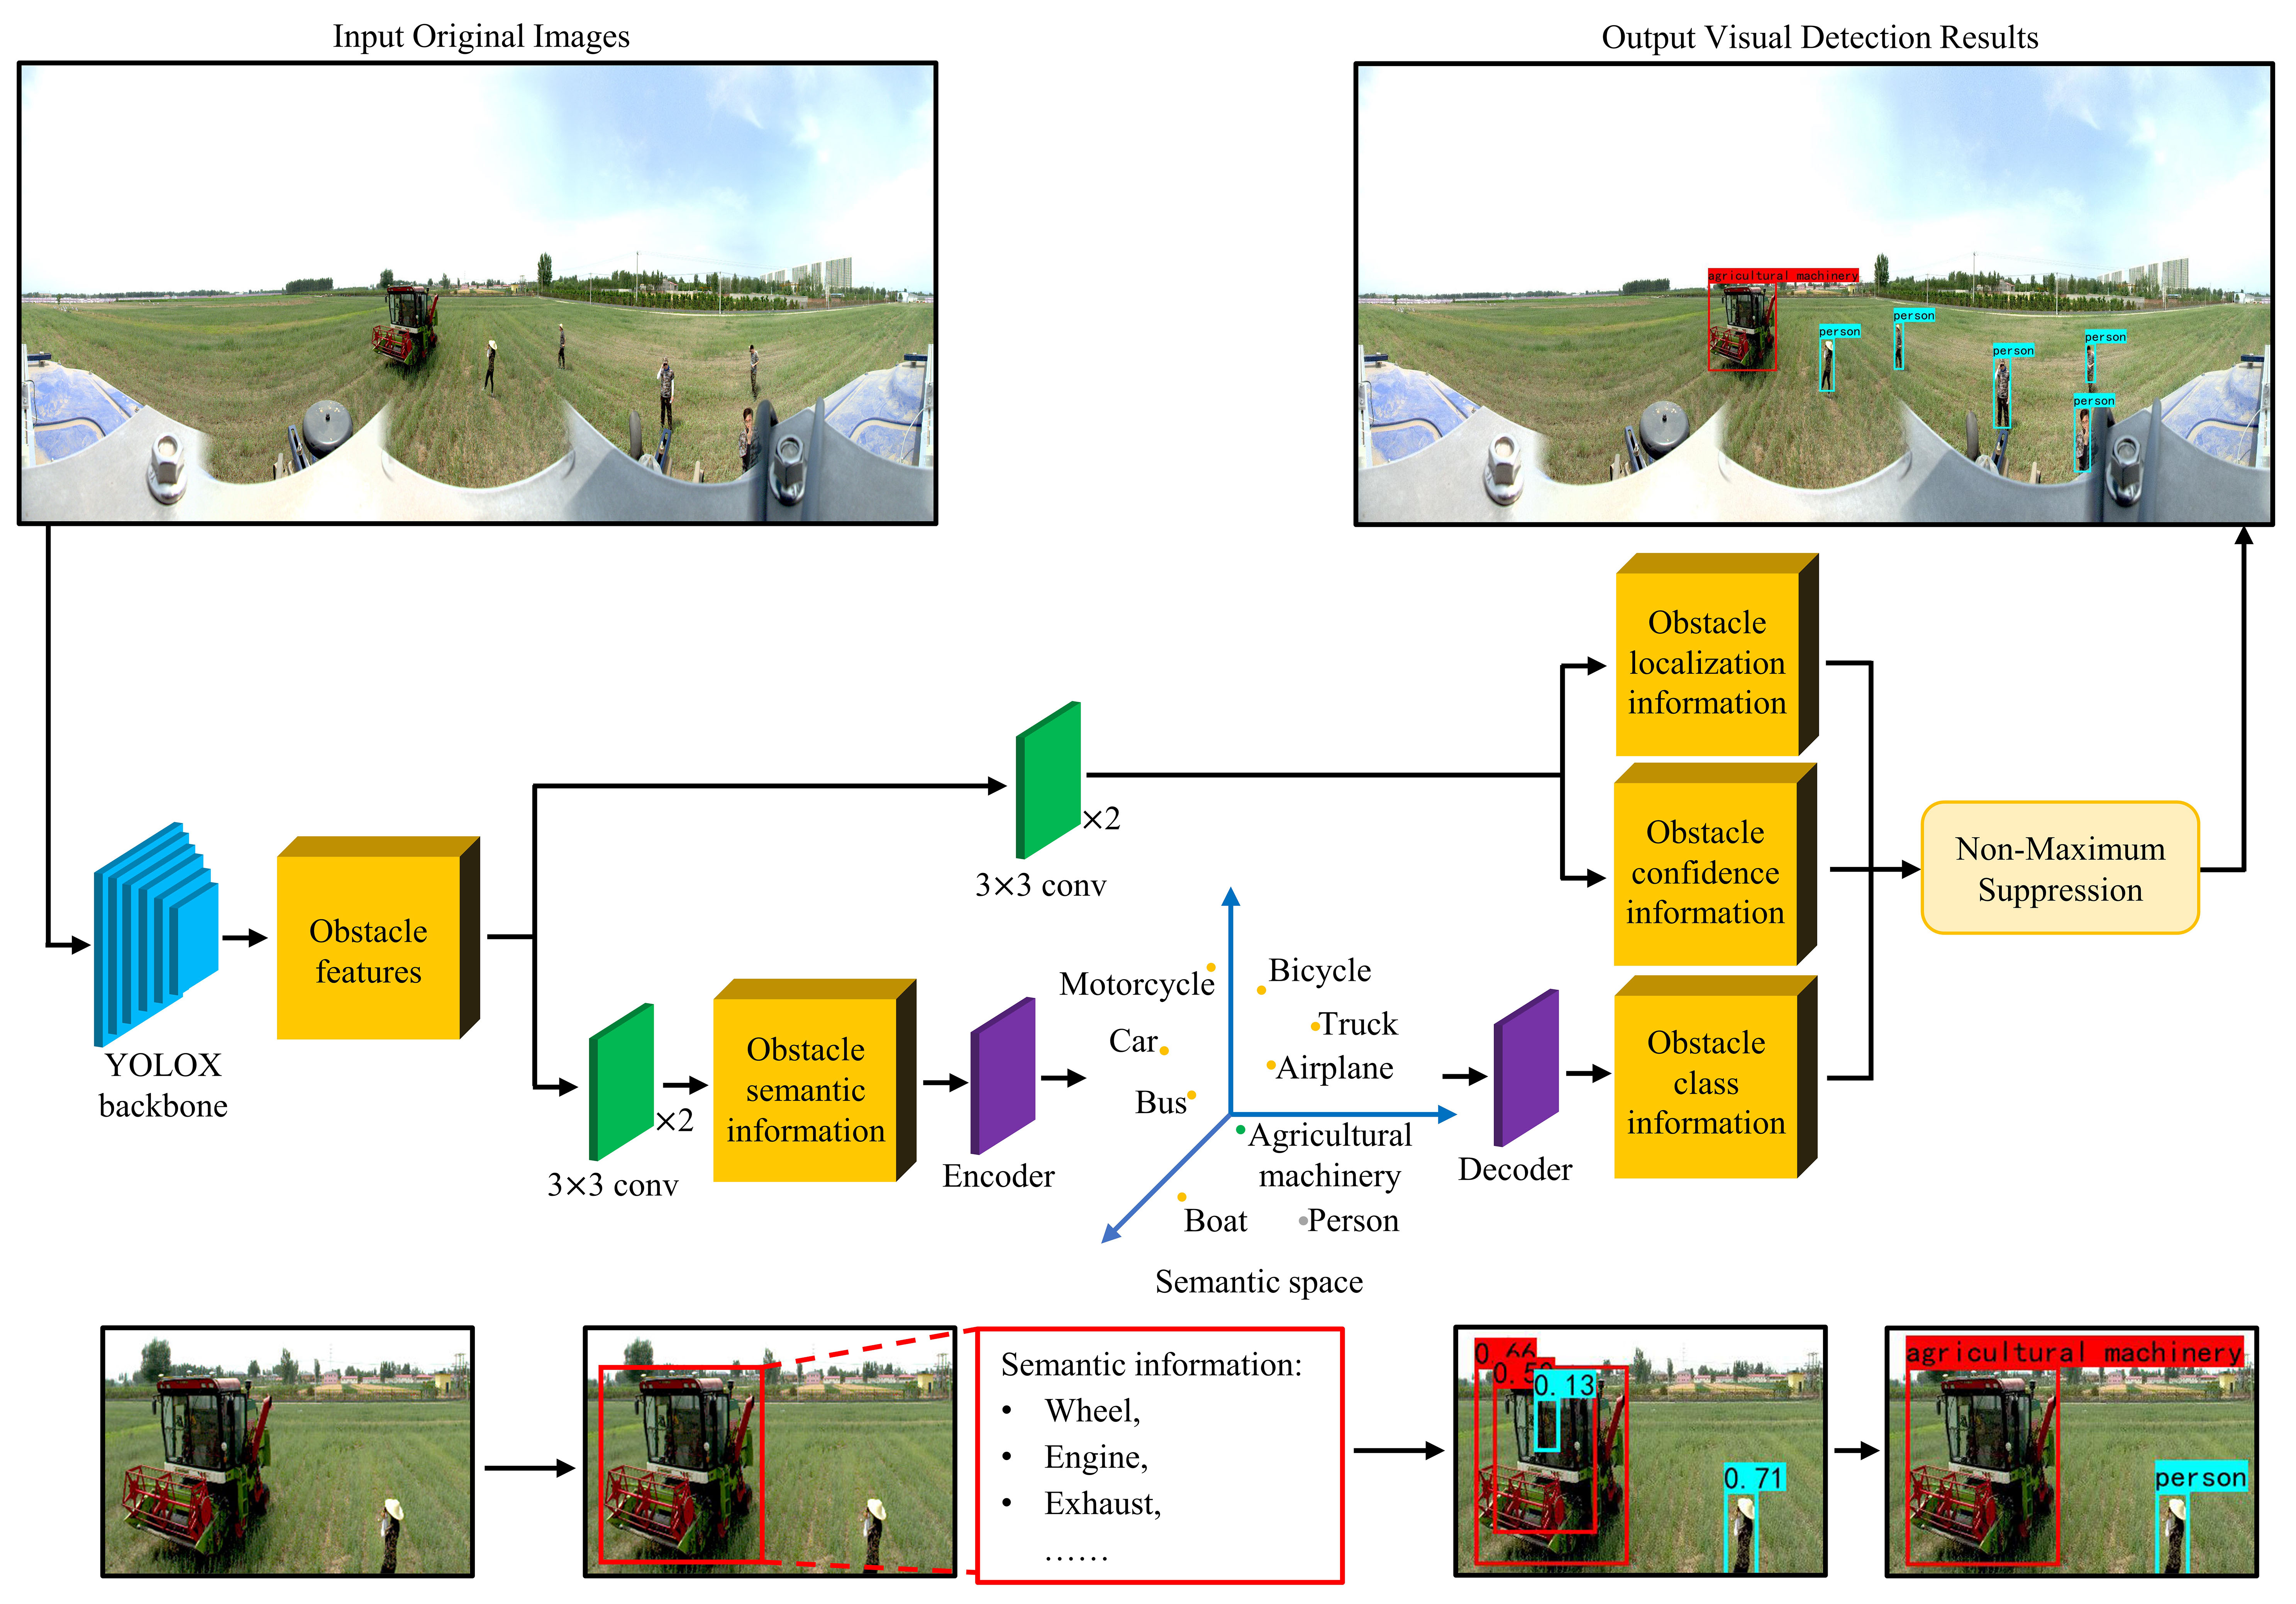 Input Original Images
Output Visual Detection Results
agricultural machinery
person
person
person
person
person
Obstacle
localization
information
×2
3×3 conv
Obstacle
confidence
information
Non-Maximum
Suppression
Obstacle
features
YOLOX
backbone
×2
3×3 conv
Obstacle
semantic
information
Encoder
Motorcycle
Bicycle
Truck
Car
Airplane
Bus
Agricultural
machinery
Boat
Person
Semantic space
Decoder
Obstacle
class
information
Semantic information:
• Wheel,
• Engine,
• Exhaust,
……
0.66
0.13
0.71
agricultural machinery
person